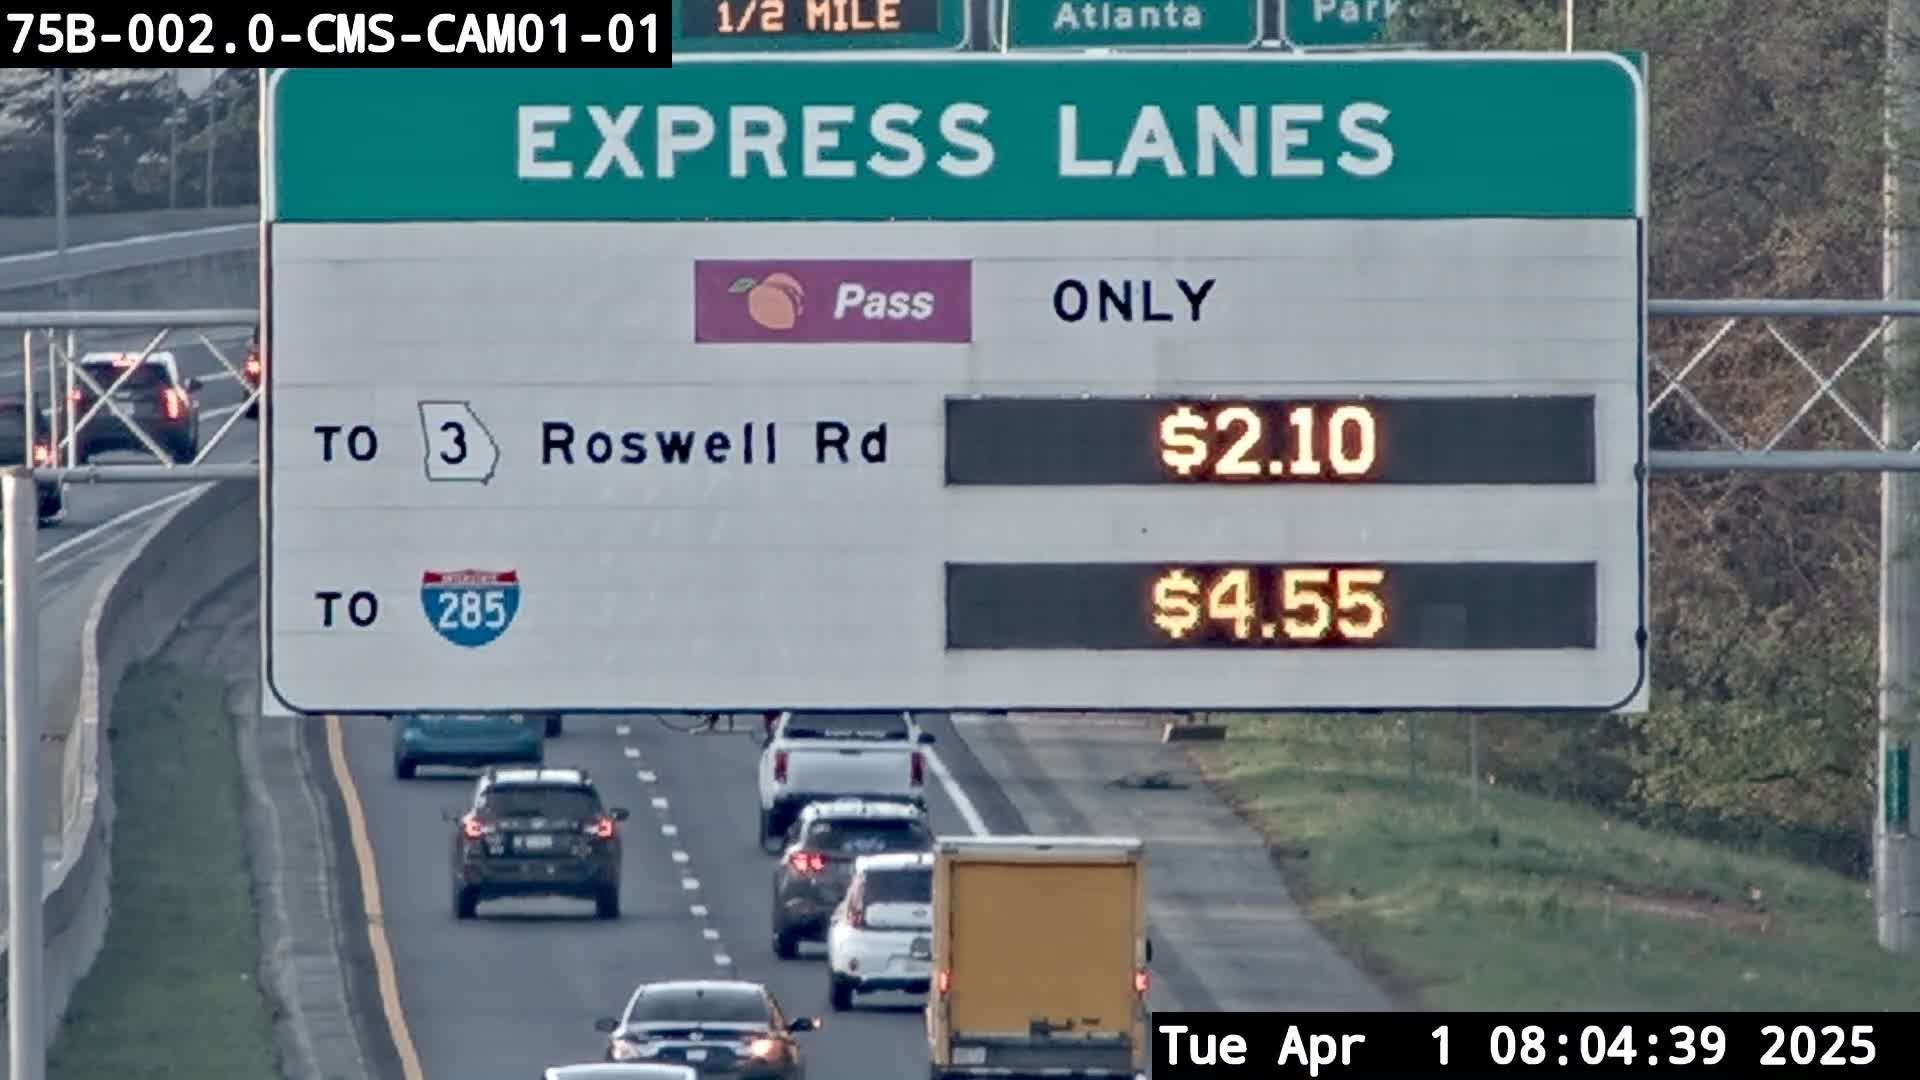 75B-002.0-CMS-CAM01-01
1/2 MILE
Atlanta
Park
EXPRESS LANES
Pass ONLY
TO 3 Roswell Rd $2.10
TO 285 $4.55
Tue Apr 1 08:04:39 2025